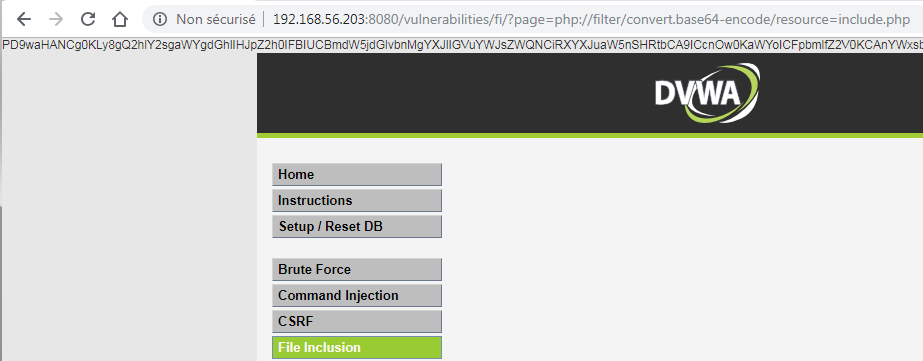 Non sécurisé | 192.168.56.203:8080/vulnerabilities/fi/?page=php://filter/convert.base64-encode/resource=include.php
DVWA
Home
Instructions
Setup / Reset DB
Brute Force
Command Injection
CSRF
File Inclusion